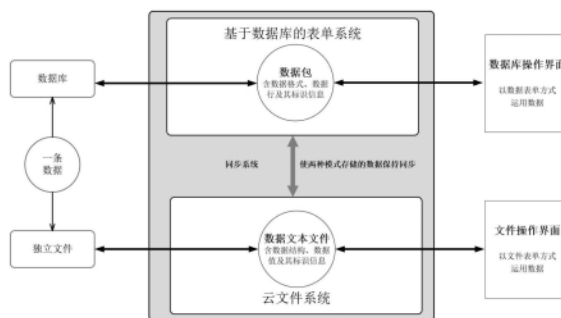 基于数据库的表单系统
数据库
数据包
含数据格式、数据
行及其标识信息
数据库操作界面
以数据表单方式
运用数据
一条
数据
同步系统
使两种模式存储的数据保持同步
独立文件
数据文本文件
含数据结构、数据
值及其标识信息
云文件系统
文件操作界面
以文件表单方式
运用数据